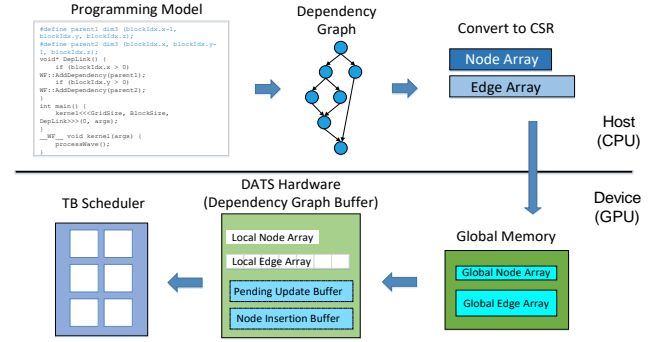 Programming Model
#define parent1 dim3 (blockIdx.x-1,
blockIdx.y, blockIdx.z);
#define parent2 dim3 (blockIdx.x, blockIdx.y-
1, blockIdx.z);
void* DepLink() {
if (blockIdx.x > 0)
WF::AddDependency(parent1);
if (blockIdx.y > 0)
WF::AddDependency(parent2);
}
int main() {
kernel<<<GridSize, BlockSize,
DepLink>>>(0, args);
}
__WF__ void kernel(args) {
processWave();
}
Dependency
Graph
Convert to CSR
Node Array
Edge Array
Host
(CPU)
Device
(GPU)
TB Scheduler
DATS Hardware
(Dependency Graph Buffer)
Local Node Array
Local Edge Array
Pending Update Buffer
Node Insertion Buffer
Global Memory
Global Node Array
Global Edge Array